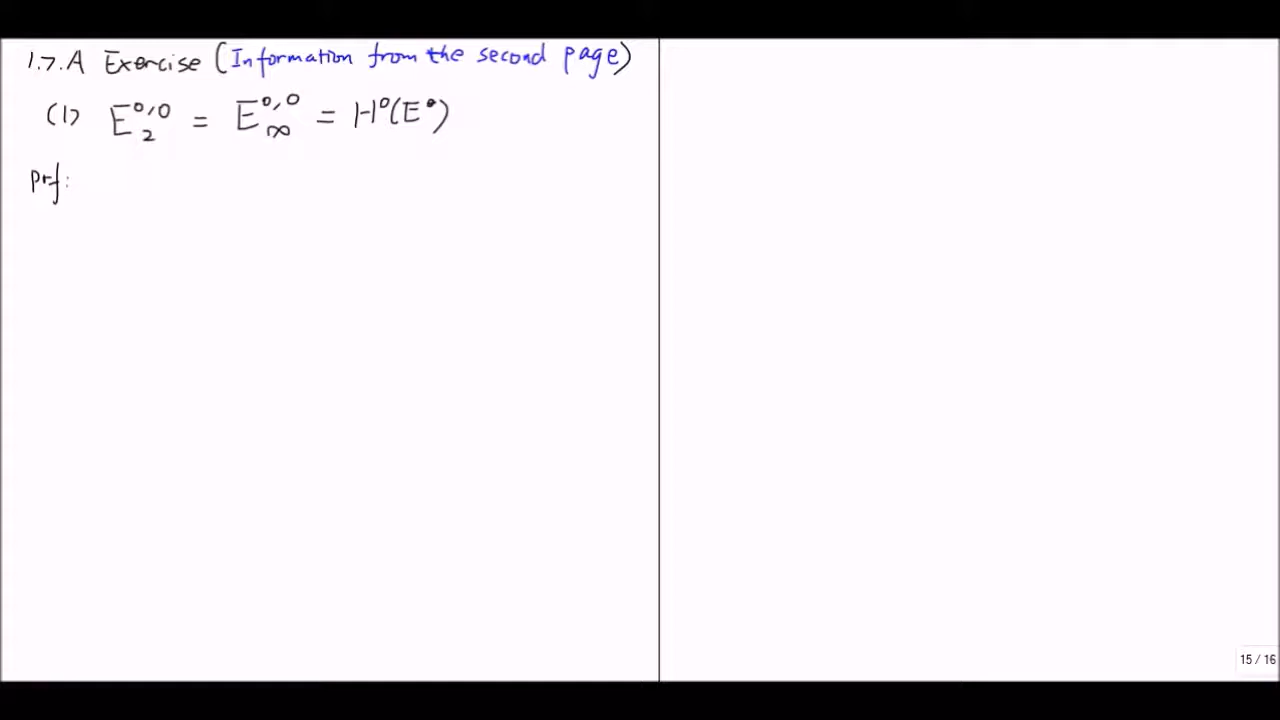 1.7.A Exercise (Information from the second page)
(1) E₂^{0,0} = E_∞^{0,0} = H⁰(E^•)
Prf:
15 / 16